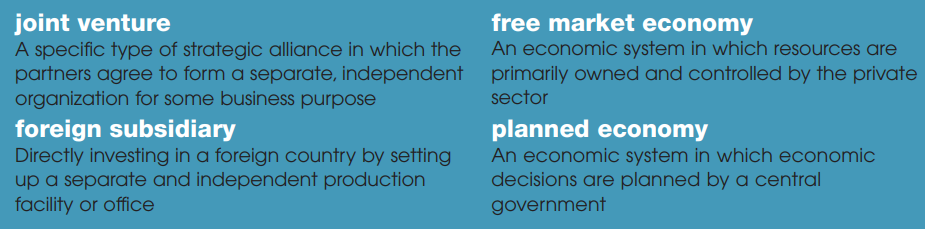 joint venture
A specific type of strategic alliance in which the
partners agree to form a separate, independent
organization for some business purpose
foreign subsidiary
Directly investing in a foreign country by setting
up a separate and independent production
facility or office
free market economy
An economic system in which resources are
primarily owned and controlled by the private
sector
planned economy
An economic system in which economic
decisions are planned by a central
government